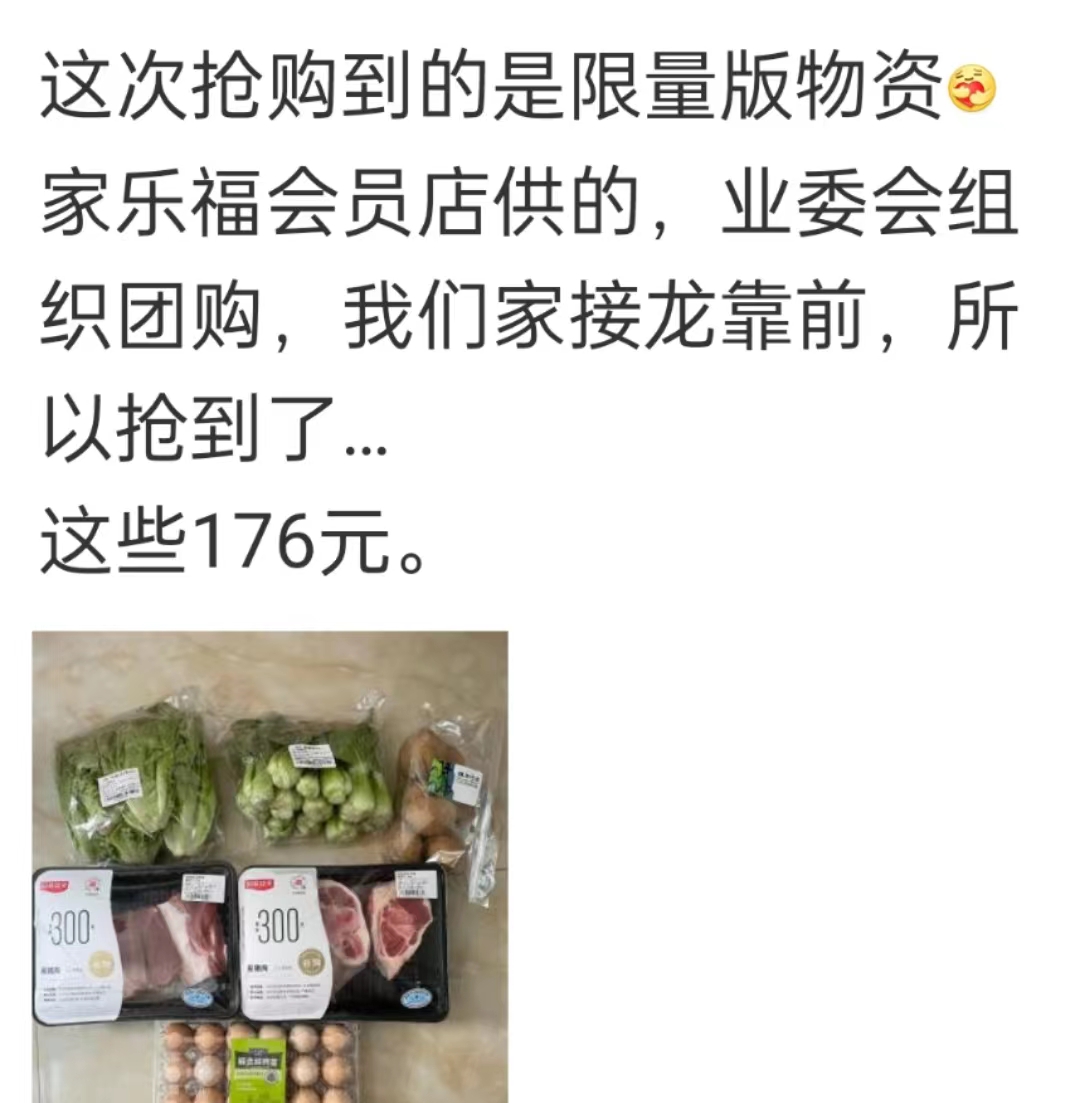 这次抢购到的是限量版物资
家乐福会员店供的，业委会组
织团购，我们家接龙靠前，所
以抢到了...
这些176元。
300
300